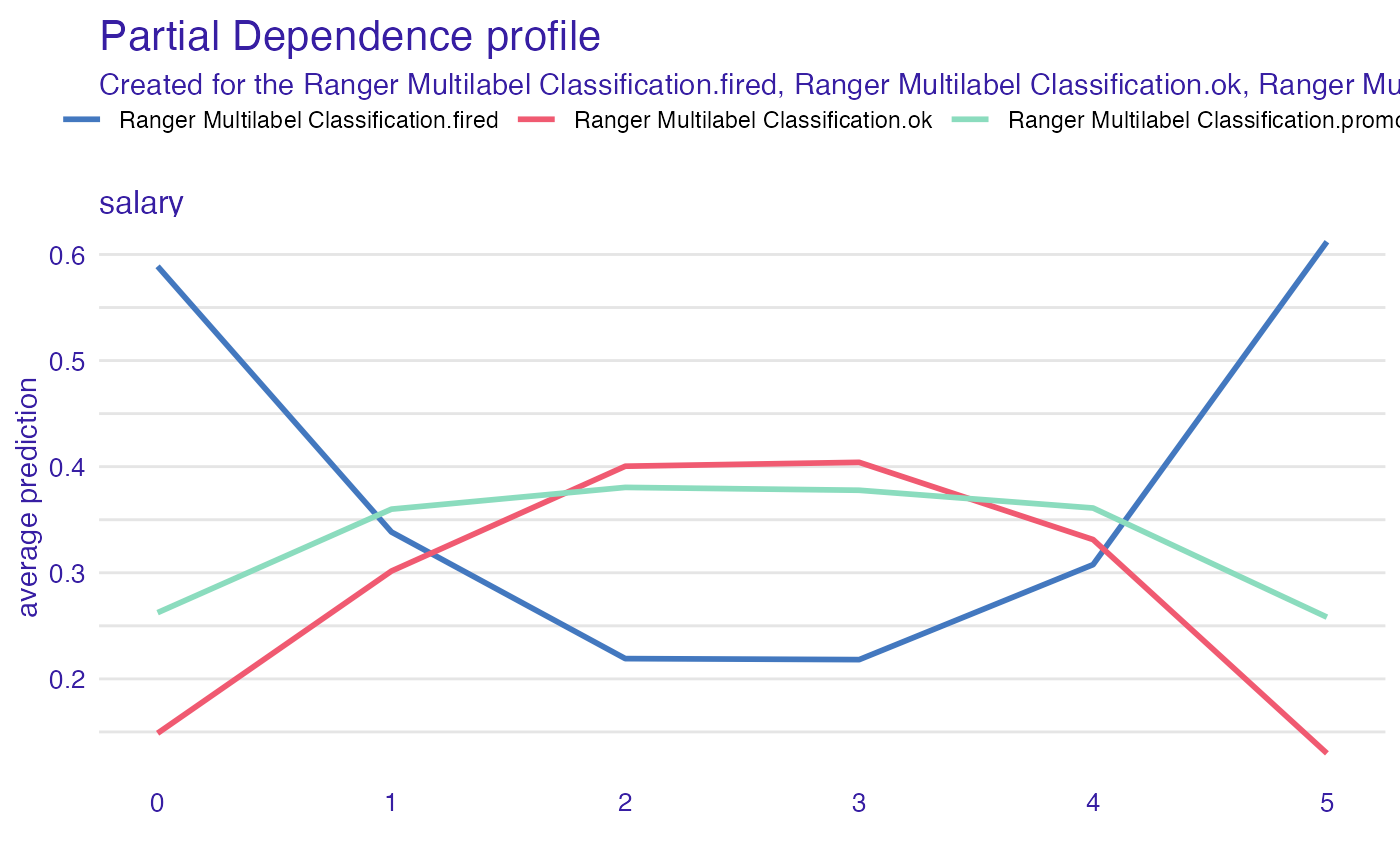 Partial Dependence profile
Created for the Ranger Multilabel Classification.fired, Ranger Multilabel Classification.ok, Ranger
Ranger Multilabel Classification.fired Ranger Multilabel Classification.ok Ranger Multilabel
salary
0.6
0.5
0.4
0.3
0.2
average prediction
0 1 2 3 4 5